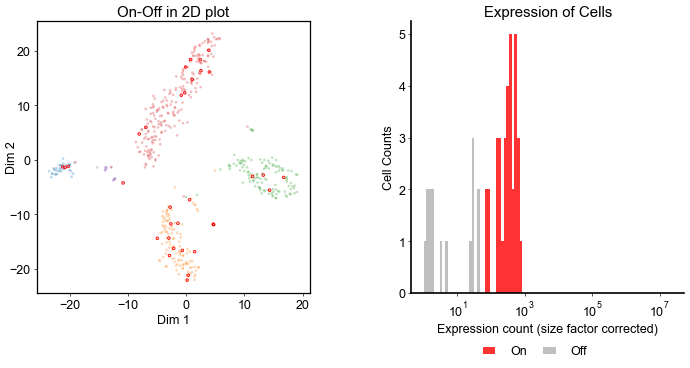 On-Off in 2D plot
Dim 2
20
10
0
−10
−20
−20 −10 0 10 20
Dim 1
Expression of Cells
Cell Counts
5
4
3
2
1
0
10^1 10^3 10^5 10^7
Expression count (size factor corrected)
On Off